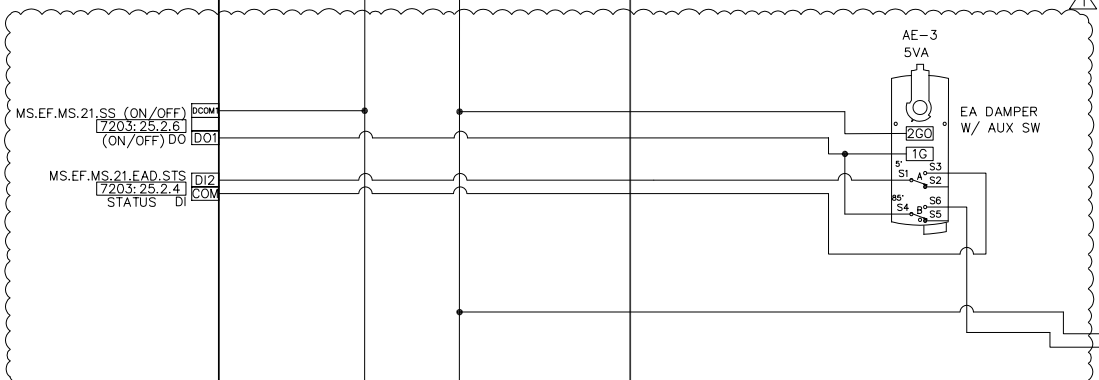 1
AE-3
5VA
MS.EF.MS.21.SS (ON/OFF) DCOM1
7203:25.2.6
(ON/OFF) DO DO1
EA DAMPER
W/ AUX SW
2GO
1G
MS.EF.MS.21.EAD.STS DI2
7203:25.2.4 COM
STATUS DI
5' S3
S1 A
S2
85' S6
S4 B
S5